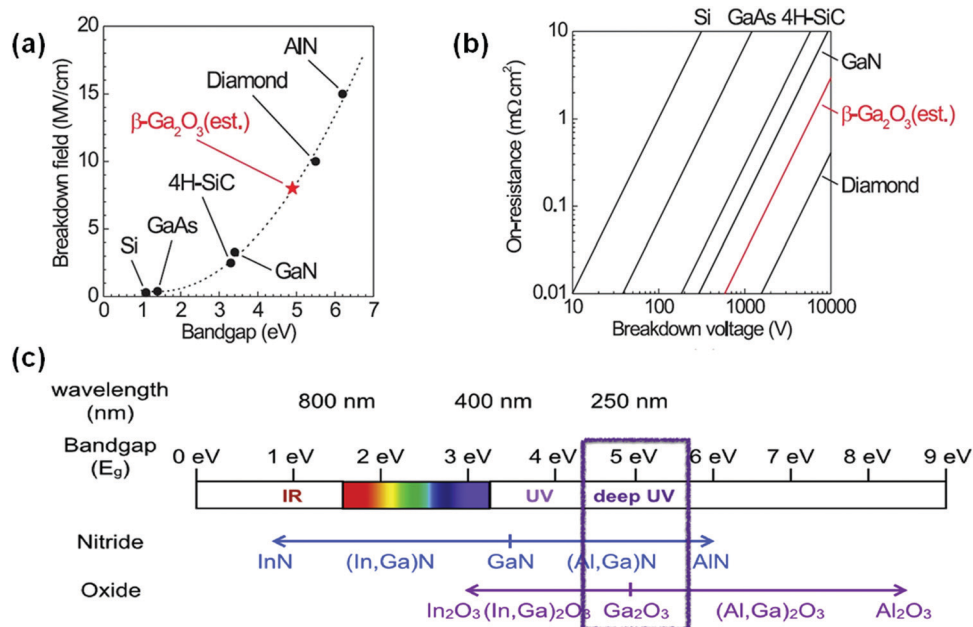 (a)
20
15
10
5
0
0 1 2 3 4 5 6 7
Breakdown field (MV/cm)
Bandgap (eV)
AlN
Diamond
β-Ga₂O₃(est.)
4H-SiC
GaAs
Si
GaN
(b)
Si GaAs 4H-SiC
10
1
0.1
0.01
10 100 1000 10000
On-resistance (mΩcm²)
Breakdown voltage (V)
GaN
β-Ga₂O₃(est.)
Diamond
(c)
wavelength
(nm)
800 nm 400 nm 250 nm
Bandgap
(Eg)
0 eV 1 eV 2 eV 3 eV 4 eV 5 eV 6 eV 7 eV 8 eV 9 eV
IR UV deep UV
Nitride
InN (In,Ga)N GaN (Al,Ga)N AlN
Oxide
In₂O₃ (In,Ga)₂O₃ Ga₂O₃ (Al,Ga)₂O₃ Al₂O₃